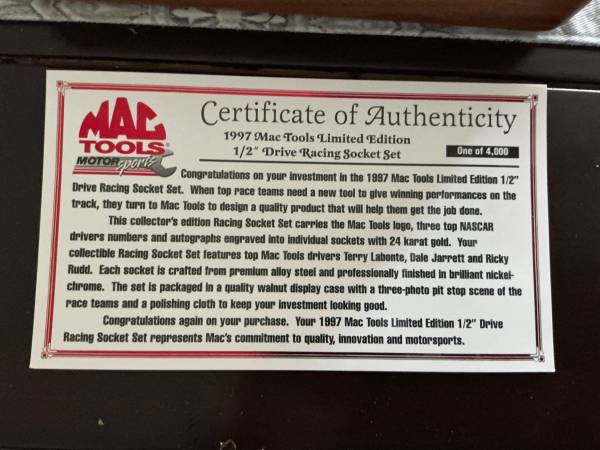 MAC
TOOLS®
MOTORsports
Certificate of Authenticity
1997 Mac Tools Limited Edition
1/2" Drive Racing Socket Set
One of 4,000
Congratulations on your investment in the 1997 Mac Tools Limited Edition 1/2"
Drive Racing Socket Set. When top race teams need a new tool to give winning performances on the
track, they turn to Mac Tools to design a quality product that will help them get the job done.
This collector's edition Racing Socket Set carries the Mac Tools logo, three top NASCAR
drivers numbers and autographs engraved into individual sockets with 24 karat gold. Your
collectible Racing Socket Set features top Mac Tools drivers Terry Labonte, Dale Jarrett and Ricky
Rudd. Each socket is crafted from premium alloy steel and professionally finished in brilliant nickel-
chrome. The set is packaged in a quality walnut display case with a three-photo pit stop scene of the
race teams and a polishing cloth to keep your investment looking good.
Congratulations again on your purchase. Your 1997 Mac Tools Limited Edition 1/2" Drive
Racing Socket Set represents Mac's commitment to quality, innovation and motorsports.